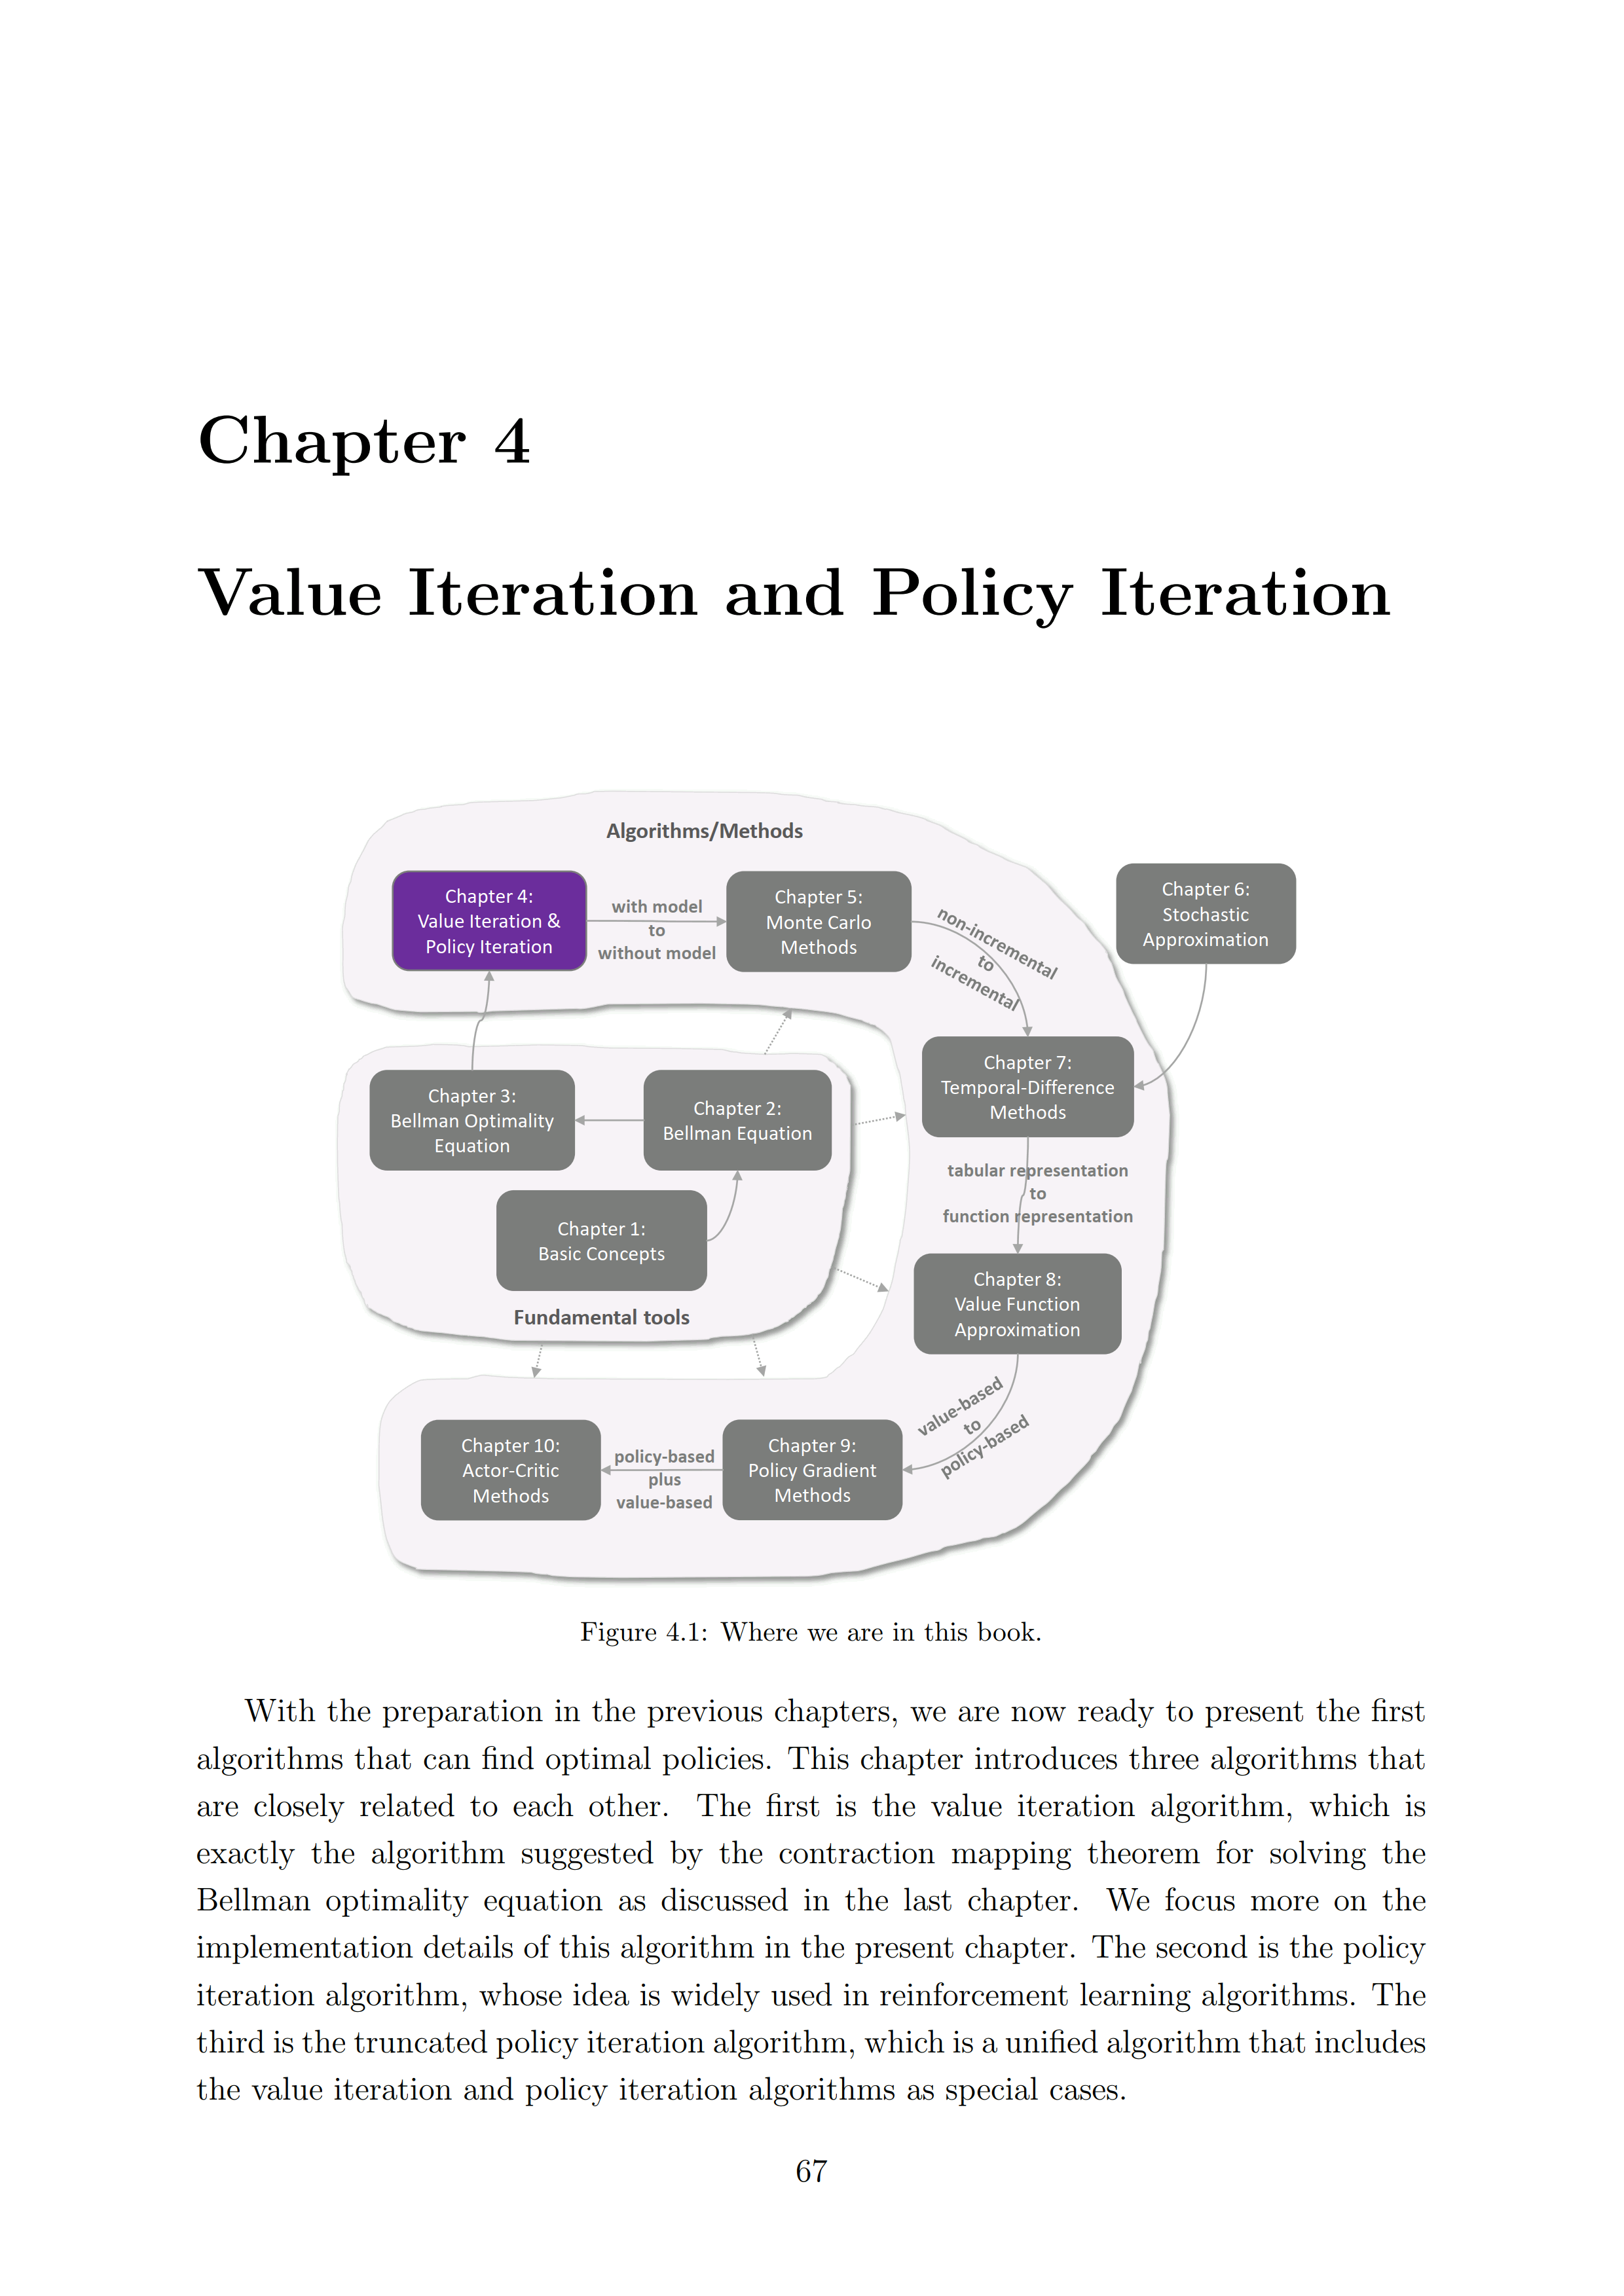 Chapter 4
Value Iteration and Policy Iteration
Algorithms/Methods
Chapter 4:
Value Iteration &
Policy Iteration
with model
to
without model
Chapter 5:
Monte Carlo
Methods
non-incremental
to
incremental
Chapter 6:
Stochastic
Approximation
Chapter 7:
Temporal-Difference
Methods
Chapter 3:
Bellman Optimality
Equation
Chapter 2:
Bellman Equation
Chapter 1:
Basic Concepts
Fundamental tools
tabular representation
to
function representation
Chapter 8:
Value Function
Approximation
value-based
to
policy-based
Chapter 9:
Policy Gradient
Methods
policy-based
plus
value-based
Chapter 10:
Actor-Critic
Methods
Figure 4.1: Where we are in this book.
With the preparation in the previous chapters, we are now ready to present the first
algorithms that can find optimal policies. This chapter introduces three algorithms that
are closely related to each other. The first is the value iteration algorithm, which is
exactly the algorithm suggested by the contraction mapping theorem for solving the
Bellman optimality equation as discussed in the last chapter. We focus more on the
implementation details of this algorithm in the present chapter. The second is the policy
iteration algorithm, whose idea is widely used in reinforcement learning algorithms. The
third is the truncated policy iteration algorithm, which is a unified algorithm that includes
the value iteration and policy iteration algorithms as special cases.
67